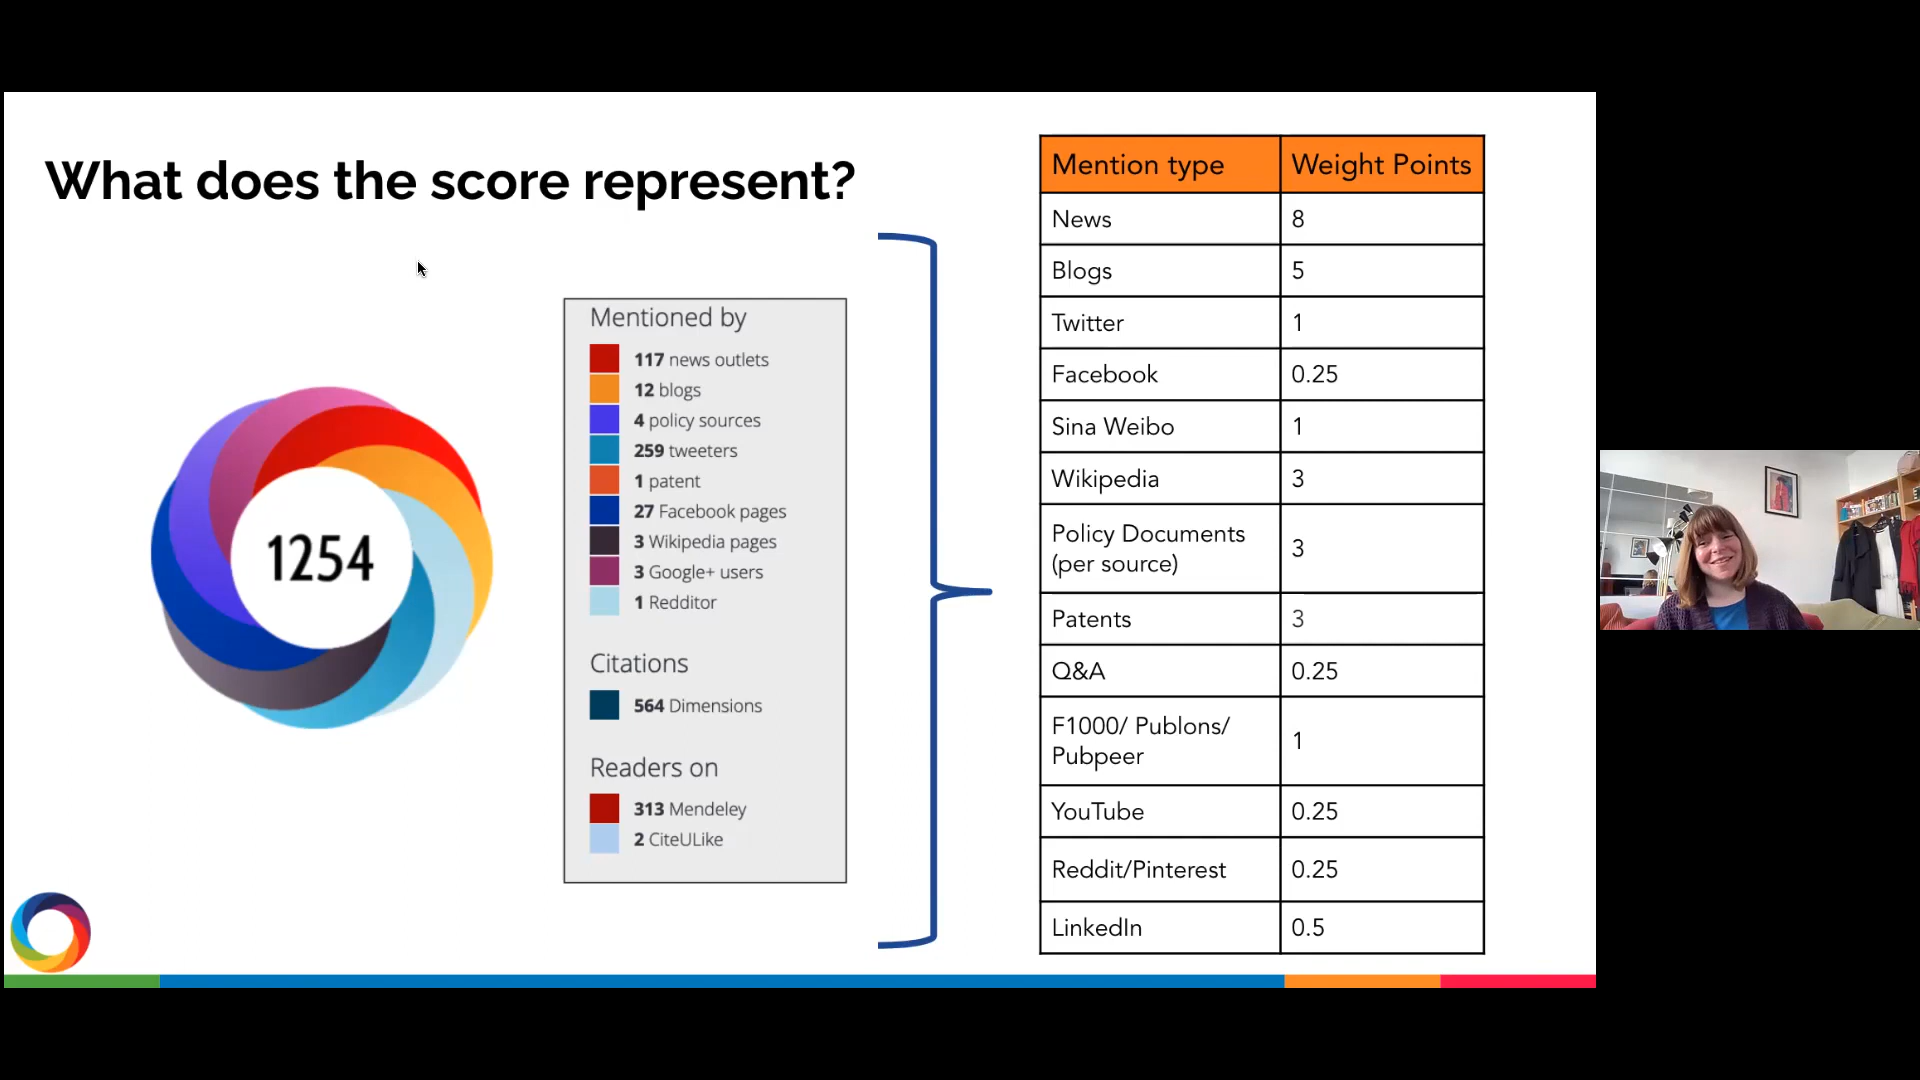 What does the score represent?
1254
Mentioned by
117 news outlets
12 blogs
4 policy sources
259 tweeters
1 patent
27 Facebook pages
3 Wikipedia pages
3 Google+ users
1 Redditor
Citations
564 Dimensions
Readers on
313 Mendeley
2 CiteULike
Mention type Weight Points
News 8
Blogs 5
Twitter 1
Facebook 0.25
Sina Weibo 1
Wikipedia 3
Policy Documents
(per source) 3
Patents 3
Q&A 0.25
F1000/ Publons/
Pubpeer 1
YouTube 0.25
Reddit/Pinterest 0.25
LinkedIn 0.5